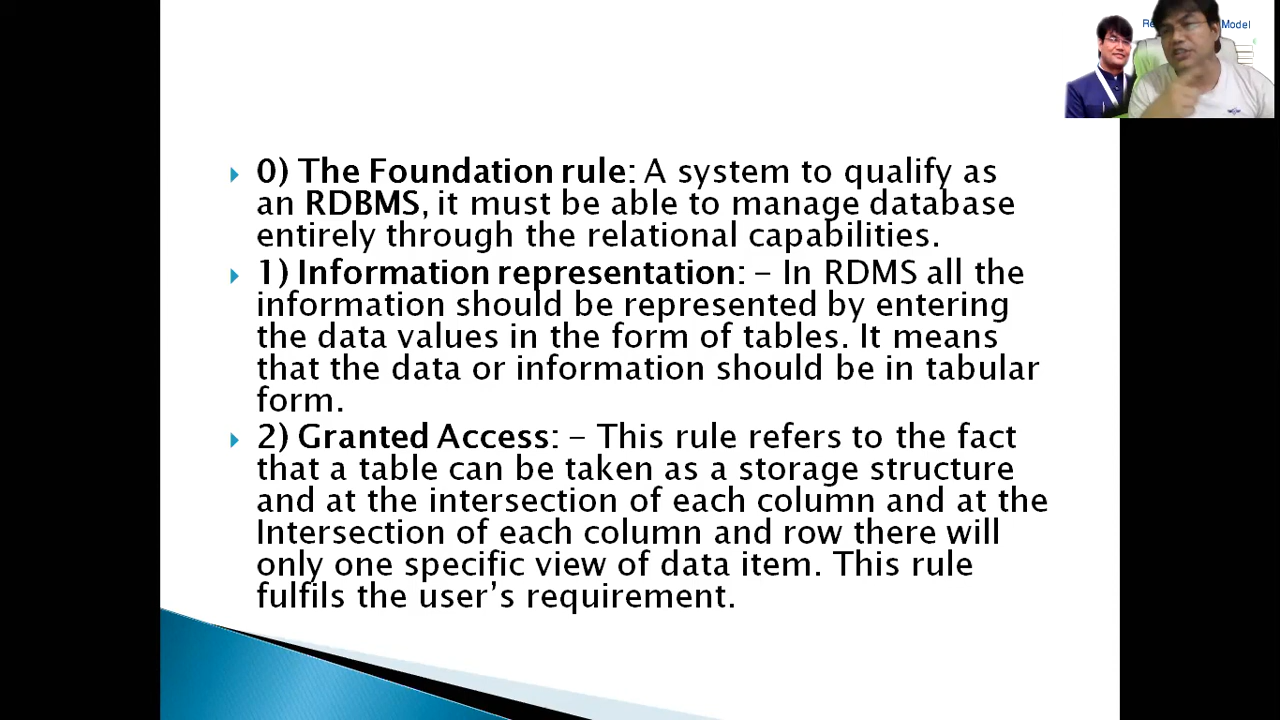 Model
0) The Foundation rule: A system to qualify as
an RDBMS, it must be able to manage database
entirely through the relational capabilities.
1) Information representation: – In RDMS all the
information should be represented by entering
the data values in the form of tables. It means
that the data or information should be in tabular
form.
2) Granted Access: – This rule refers to the fact
that a table can be taken as a storage structure
and at the intersection of each column and at the
Intersection of each column and row there will
only one specific view of data item. This rule
fulfils the user’s requirement.